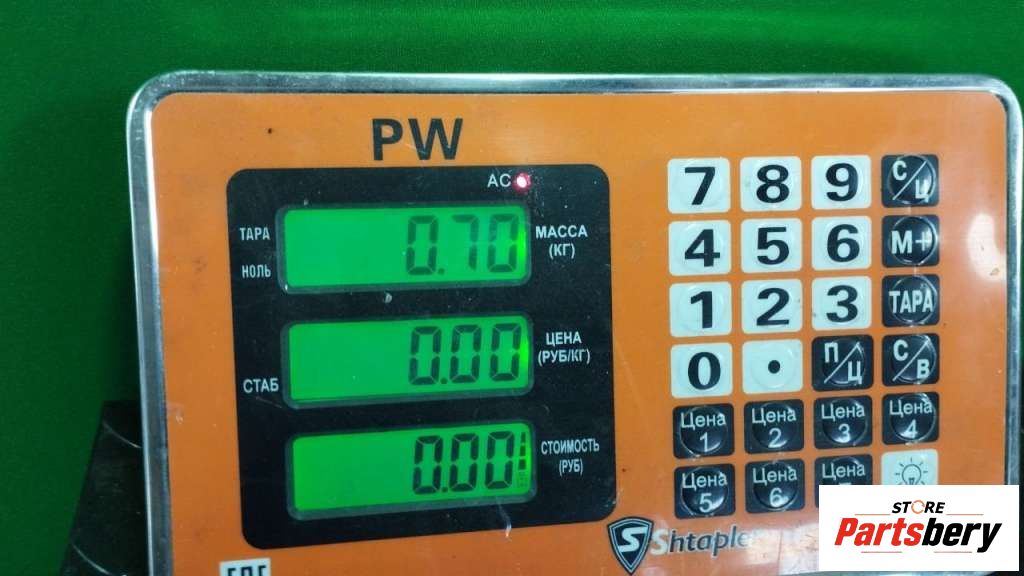 PW
AC
ТАРА
НОЛЬ
0.70
МАССА
(КГ)
СТАБ
0.00
ЦЕНА
(РУБ/КГ)
0.00
СТОИМОСТЬ
(РУБ)
7 8 9 С/Ц
4 5 6 М+
1 2 3 ТАРА
0 . П/Ц С/В
Цена 1 Цена 2 Цена 3 Цена 4
Цена 5 Цена 6 Цена
S
EAC
STORE
Partsbery